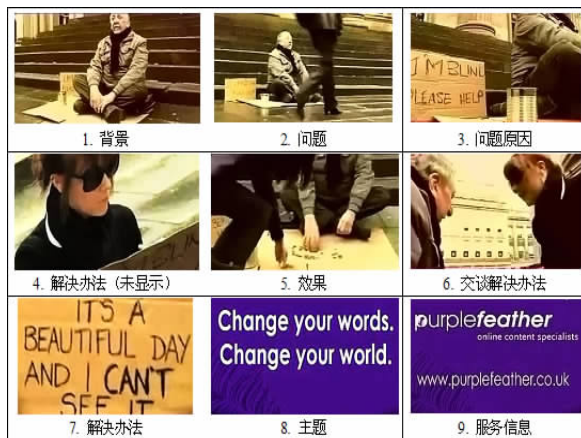 1. 背景
2. 问题
I'M BLIND
PLEASE HELP
3. 问题原因
4. 解决办法（未显示）
5. 效果
6. 交谈解决办法
IT'S A
BEAUTIFUL DAY
AND I CAN'T
SEE IT
7. 解决办法
Change your words.
Change your world.
8. 主题
purplefeather
online content specialists
www.purplefeather.co.uk
9. 服务信息